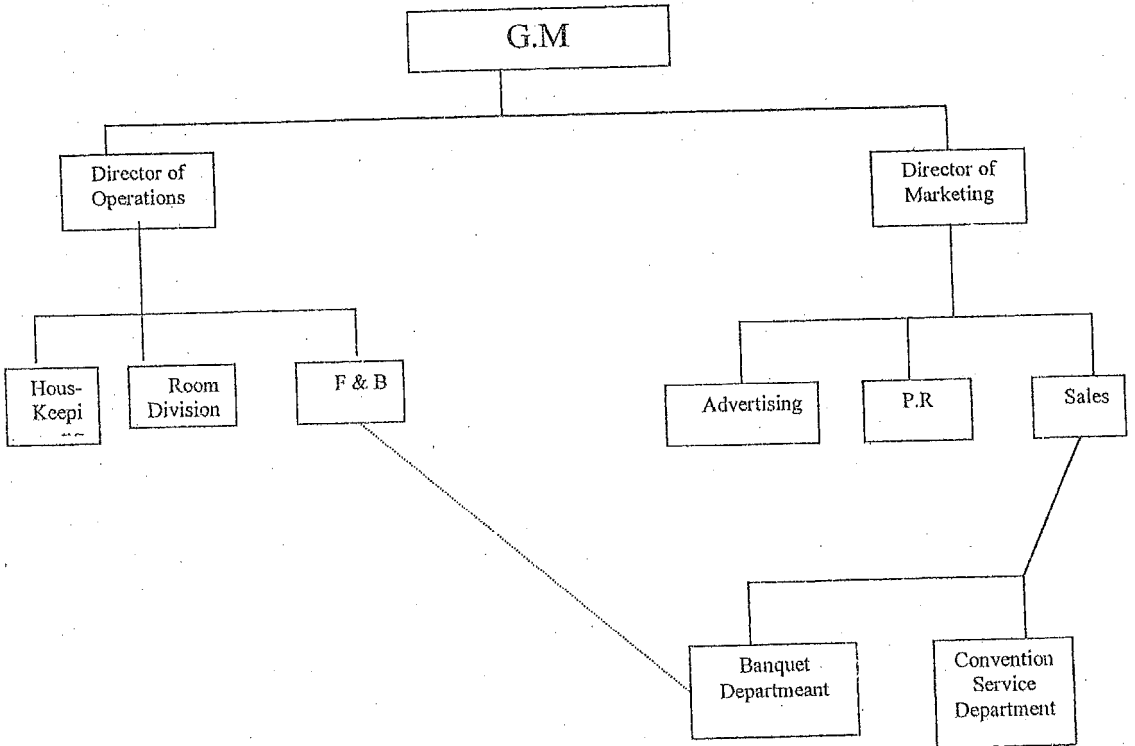 G.M
Director of
Operations
Director of
Marketing
Hous-
Keepi
Room
Division
F & B
Advertising
P.R
Sales
Banquet
Departmeant
Convention
Service
Department